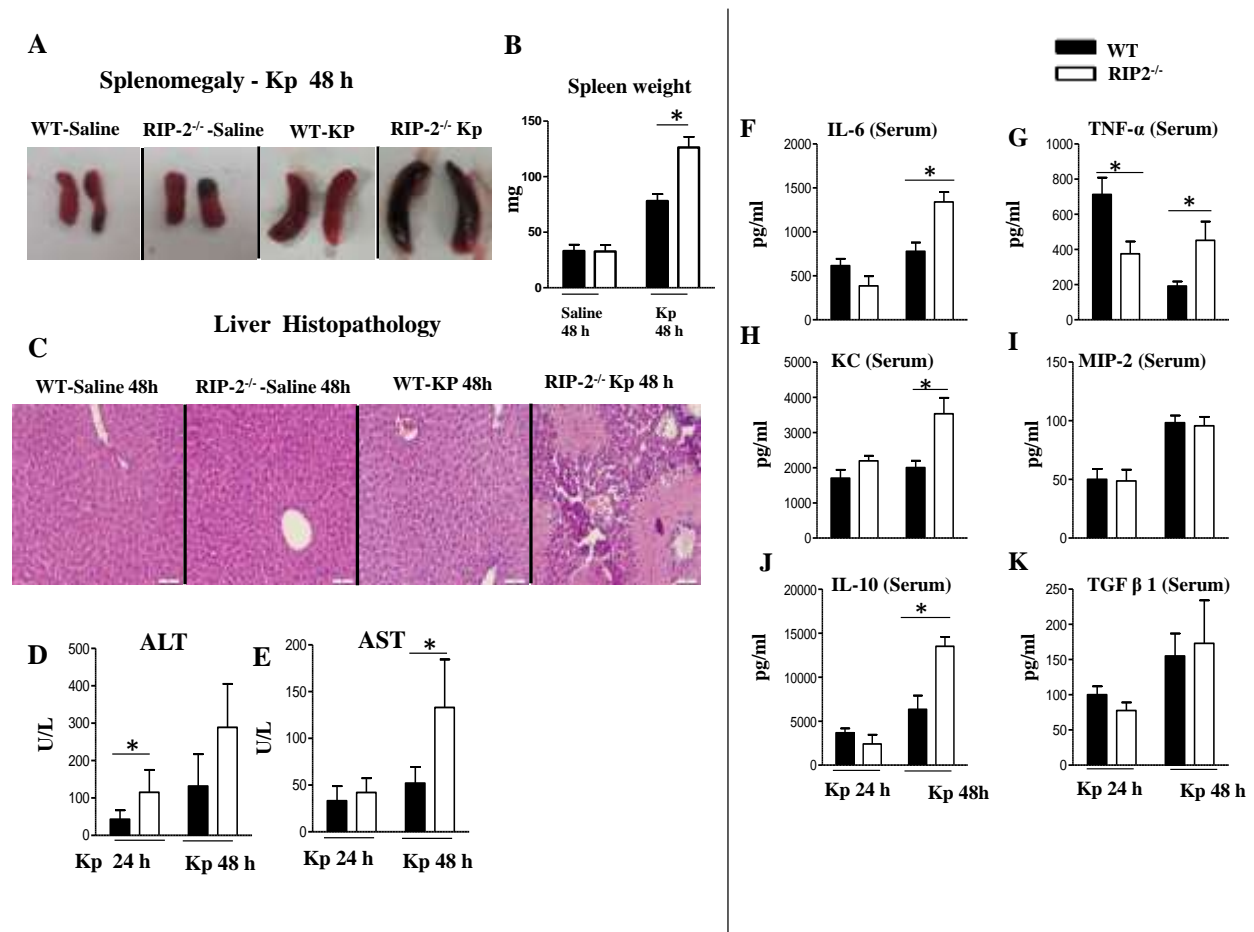 A
Splenomegaly - Kp 48 h
WT-Saline RIP-2-/- -Saline WT-KP RIP-2-/- Kp
B
Spleen weight
*
150
100
50
0
mg
Saline 48 h
Kp 48 h
Liver Histopathology
C
WT-Saline 48h RIP-2-/- -Saline 48h WT-KP 48h RIP-2-/- Kp 48 h
D
ALT
500
400
300
200
100
0
U/L
*
Kp 24 h Kp 48 h
E
AST
200
150
100
50
0
U/L
*
Kp 24 h Kp 48 h
WT
RIP2-/-
F
IL-6 (Serum)
2000
1500
1000
500
0
pg/ml
*
G
TNF-α (Serum)
1000
800
600
400
200
0
pg/ml
*
*
H
KC (Serum)
5000
4000
3000
2000
1000
0
pg/ml
*
I
MIP-2 (Serum)
150
100
50
0
pg/ml
J
IL-10 (Serum)
20000
15000
10000
5000
0
pg/ml
*
Kp 24 h Kp 48h
K
TGF β 1 (Serum)
250
200
150
100
50
0
pg/ml
Kp 24 h Kp 48 h